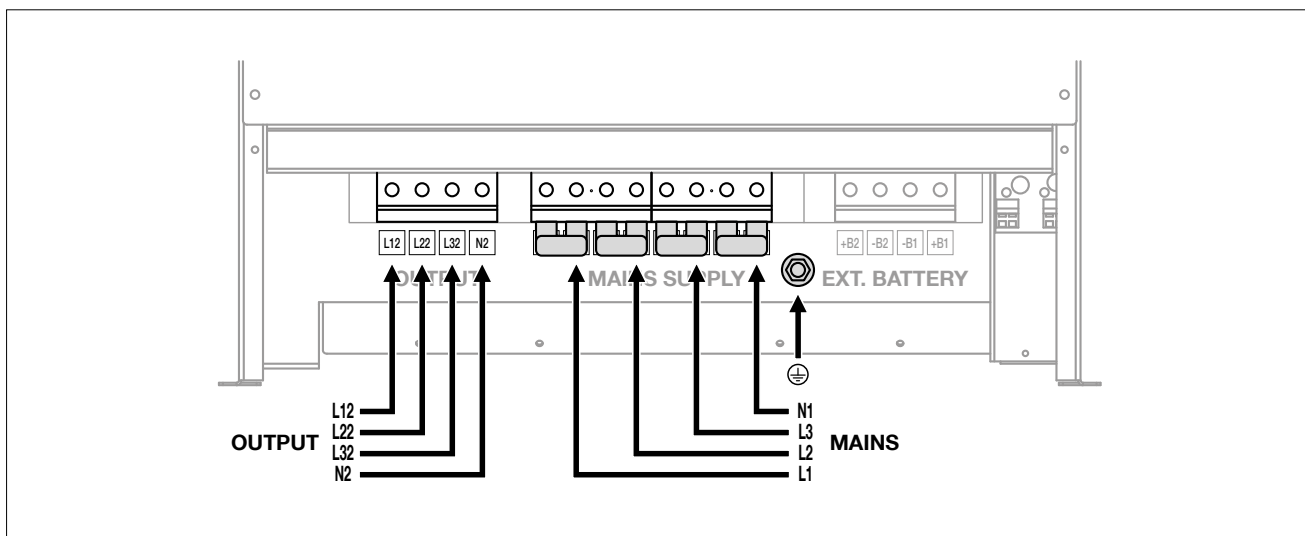 L12 L22 L32 N2
+B2 -B2 -B1 +B1
OUTPUT
MAINS SUPPLY
EXT. BATTERY
OUTPUT
L12
L22
L32
N2
N1
L3
L2
L1
MAINS